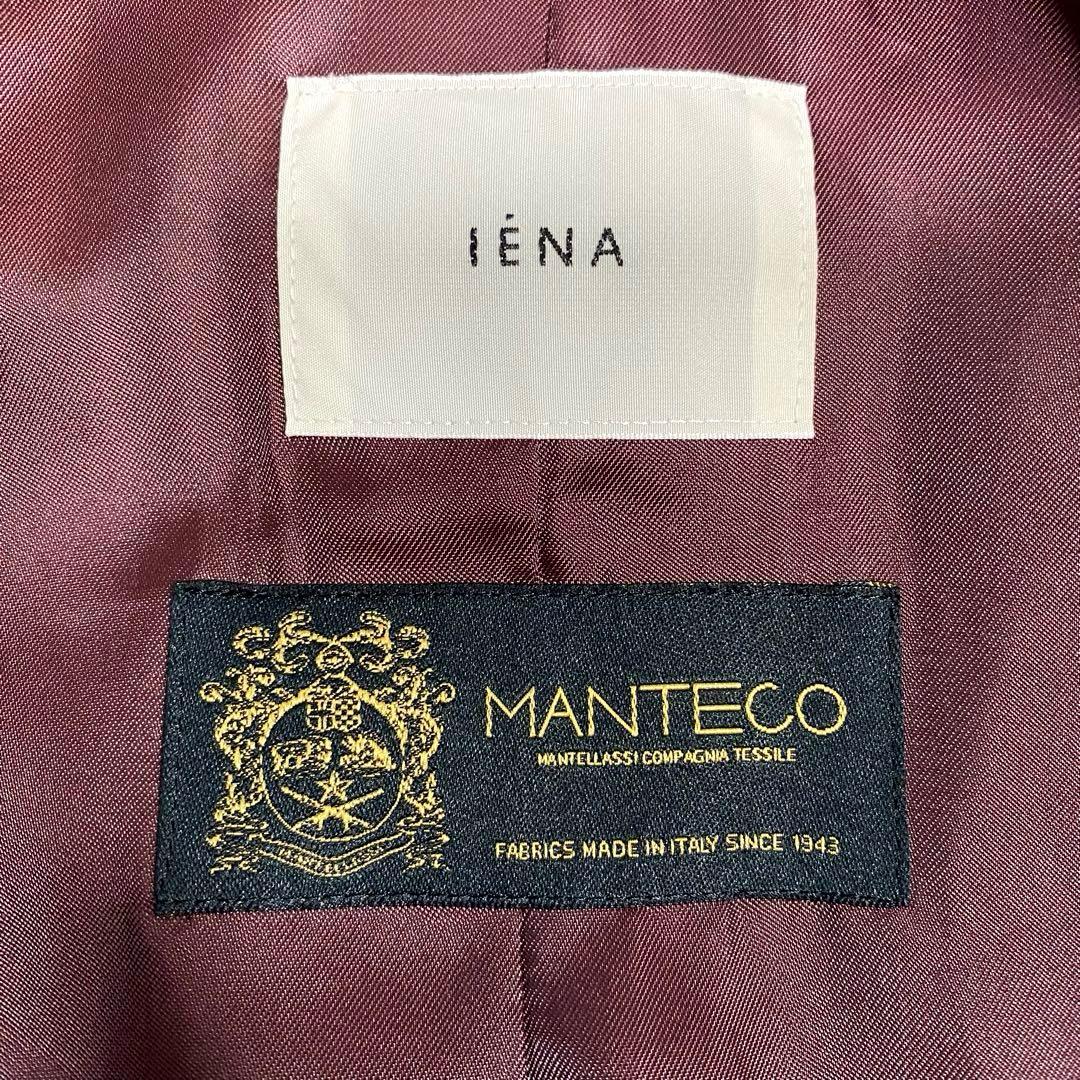 IÉNA
MANTECO
MANTELLASSI COMPAGNIA TESSILE
FABRICS MADE IN ITALY SINCE 1943